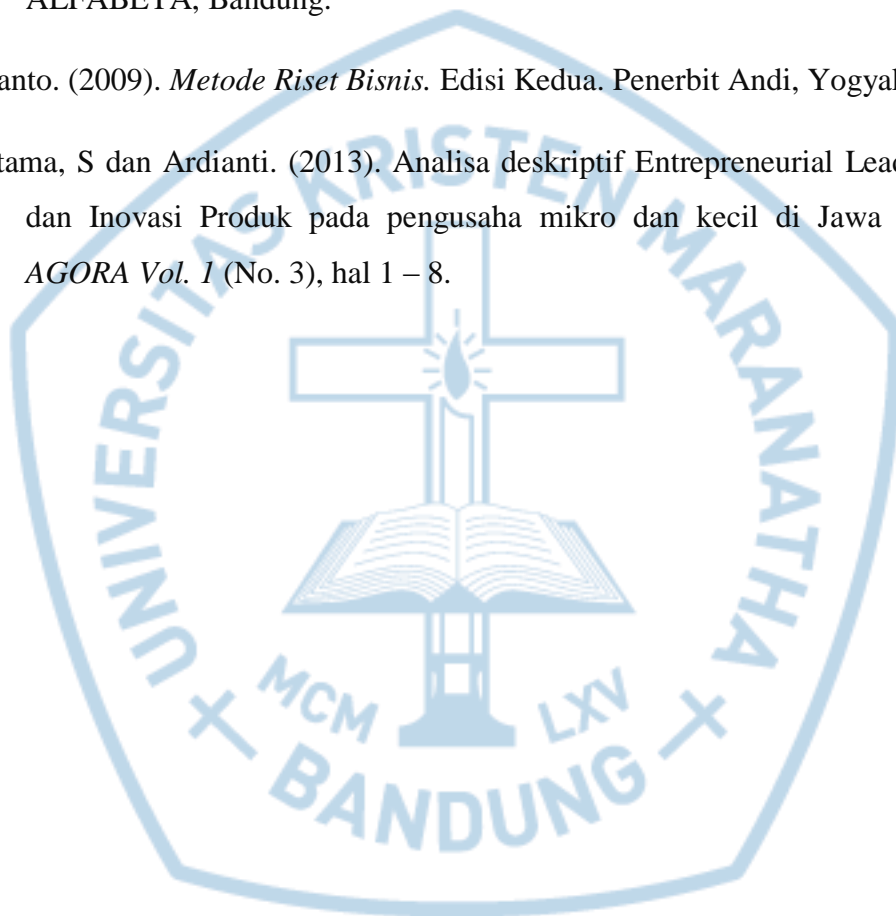 ALFABETA, Bandung.
anto. (2009). Metode Riset Bisnis. Edisi Kedua. Penerbit Andi, Yogyal
tama, S dan Ardianti. (2013). Analisa deskriptif Entrepreneurial Lead
dan Inovasi Produk pada pengusaha mikro dan kecil di Jawa
AGORA Vol. 1 (No. 3), hal 1 – 8.
UNIVERSITAS KRISTEN MARANATHA
MCM LXV
BANDUNG